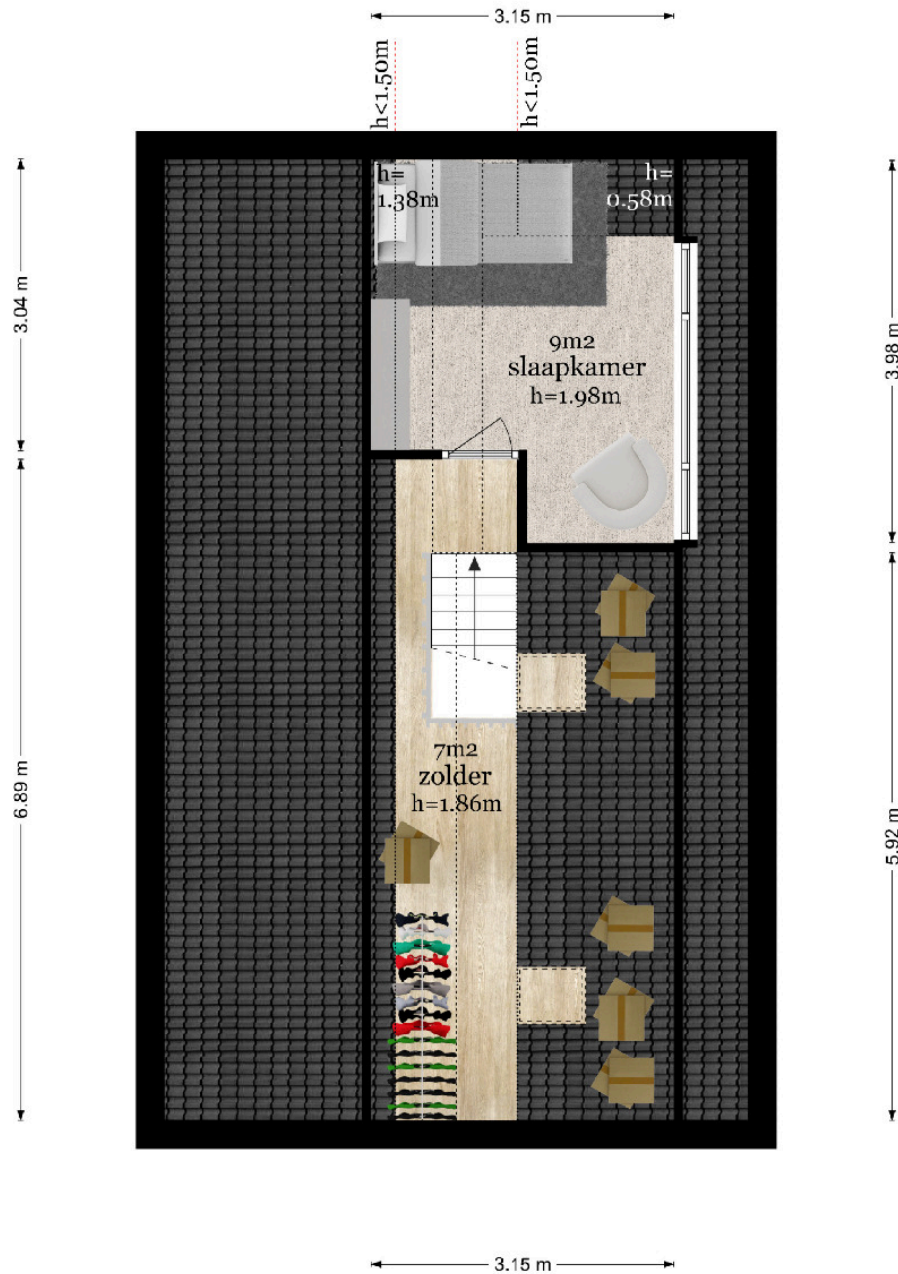 3.15 m
h<1.50m
h<1.50m
h=
1.38m
h=
0.58m
3.04 m
3.98 m
9m2
slaapkamer
h=1.98m
7m2
zolder
h=1.86m
6.89 m
5.92 m
3.15 m